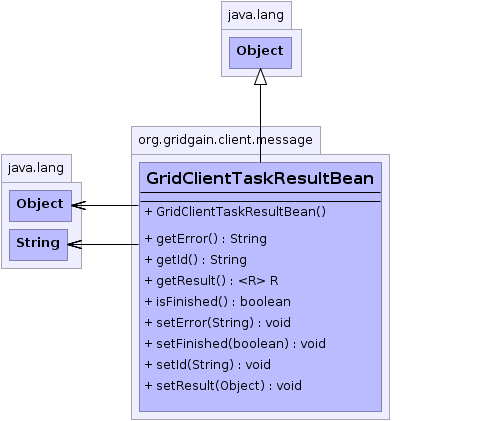 java.lang
Object
org.gridgain.client.message
java.lang
Object
String
GridClientTaskResultBean
+ GridClientTaskResultBean()
+ getError() : String
+ getId() : String
+ getResult() : <R> R
+ isFinished() : boolean
+ setError(String) : void
+ setFinished(boolean) : void
+ setId(String) : void
+ setResult(Object) : void